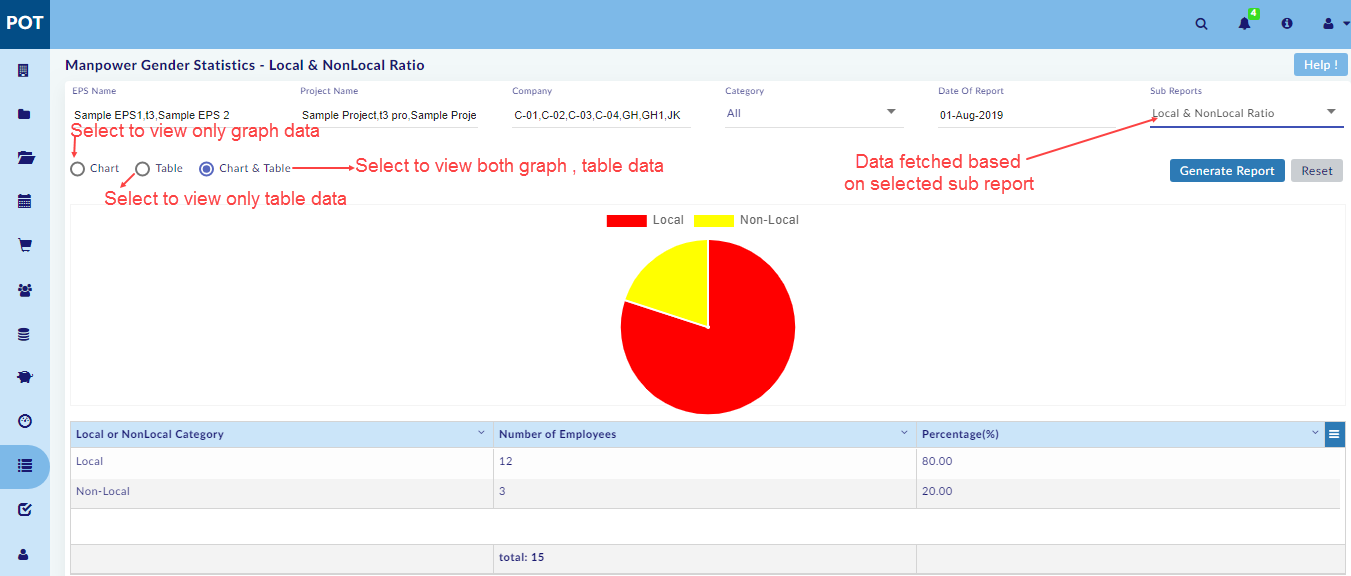 POT
4
Manpower Gender Statistics - Local & NonLocal Ratio
Help !
EPS Name
Project Name
Company
Category
Date Of Report
Sub Reports
Sample EPS1,t3,Sample EPS 2
Sample Project,t3 pro,Sample Proje
C-01,C-02,C-03,C-04,GH,GH1,JK
All
01-Aug-2019
Local & NonLocal Ratio
Select to view only graph data
Chart
Table
Chart & Table
Select to view both graph , table data
Data fetched based
on selected sub report
Generate Report
Reset
Select to view only table data
Local
Non-Local
Local or NonLocal Category
Number of Employees
Percentage(%)
Local
12
80.00
Non-Local
3
20.00
total: 15